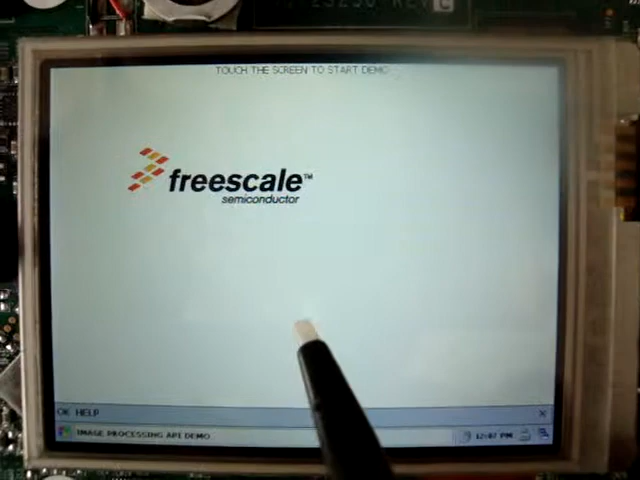 TOUCH THE SCREEN TO START DEMO
freescale™
semiconductor
OK HELP
IMAGE PROCESSING API DEMO
12:07 PM